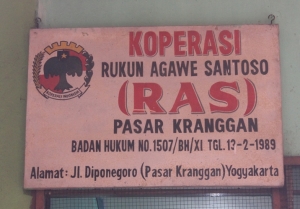 KOPERASI
RUKUN AGAWE SANTOSO
(RAS)
PASAR KRANGGAN
BADAN HUKUM NO.1507/BH/XI TGL.13-2-1989
Alamat: Jl. Diponegoro (Pasar Kranggan) Yogyakarta